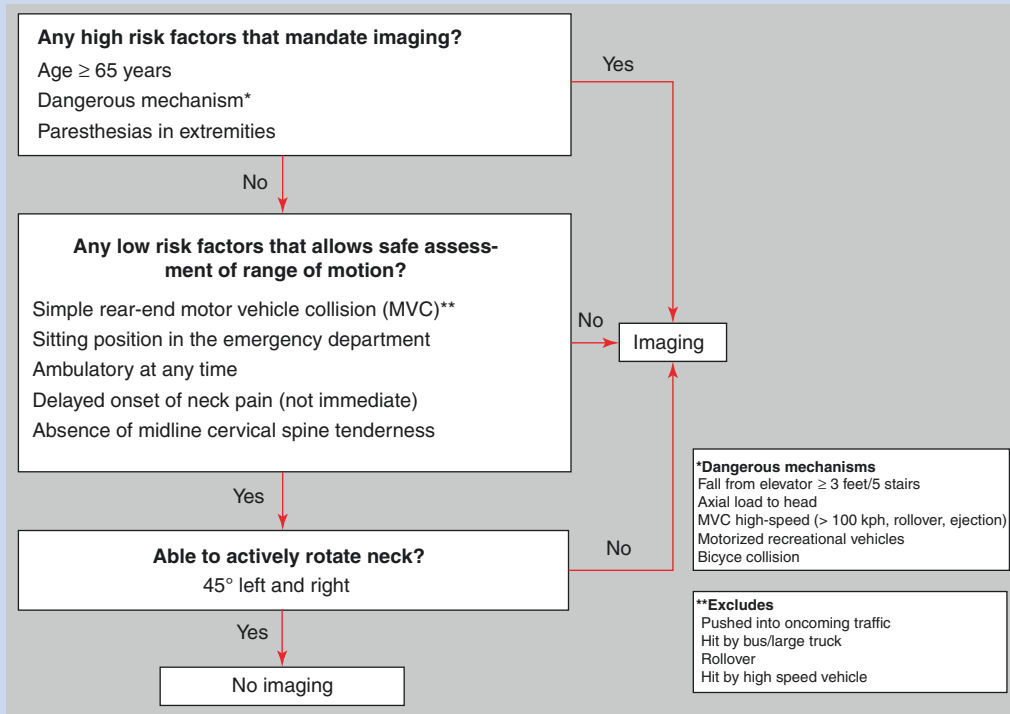 Any high risk factors that mandate imaging?
Age ≥ 65 years
Dangerous mechanism*
Paresthasias in extremities
Yes
No
Any low risk factors that allows safe assess-
ment of range of motion?
Simple rear-end motor vehicle collision (MVC)**
Sitting position in the emergency department
Ambulatory at any time
Delayed onset of neck pain (not immediate)
Absence of midline cervical spine tenderness
No
Imaging
Yes
Able to actively rotate neck?
45° left and right
No
Yes
No imaging
*Dangerous mechanisms
Fall from elevator ≥ 3 feet/5 stairs
Axial load to head
MVC high-speed (> 100 kph, rollover, ejection)
Motorized recreational vehicles
Bicyce collision
**Excludes
Pushed into oncoming traffic
Hit by bus/large truck
Rollover
Hit by high speed vehicle